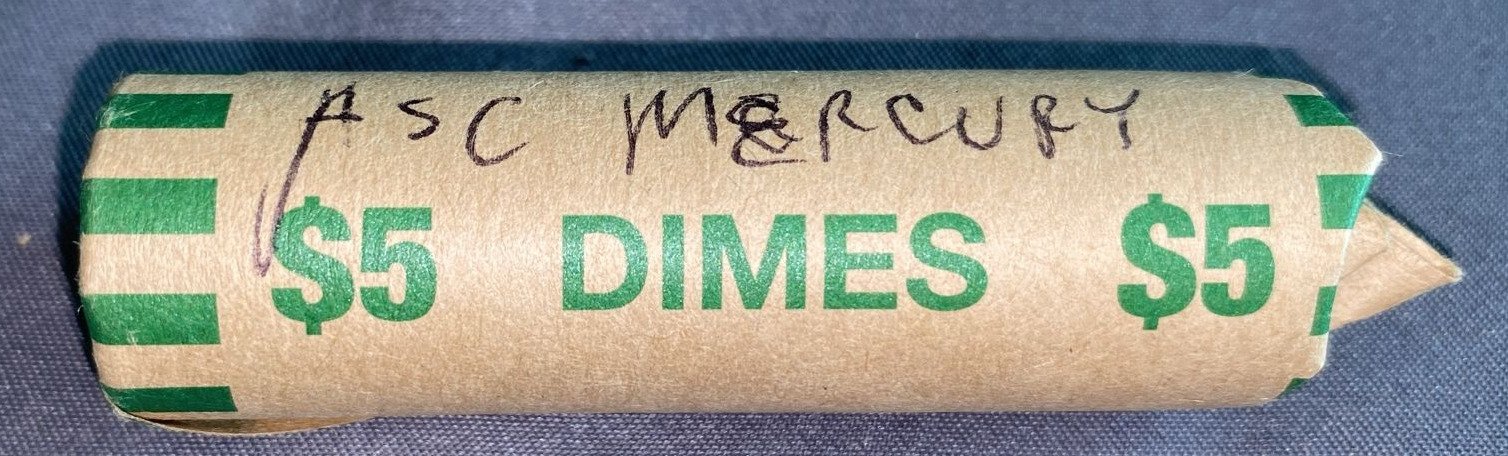 ASC MERCURY
$5 DIMES $5